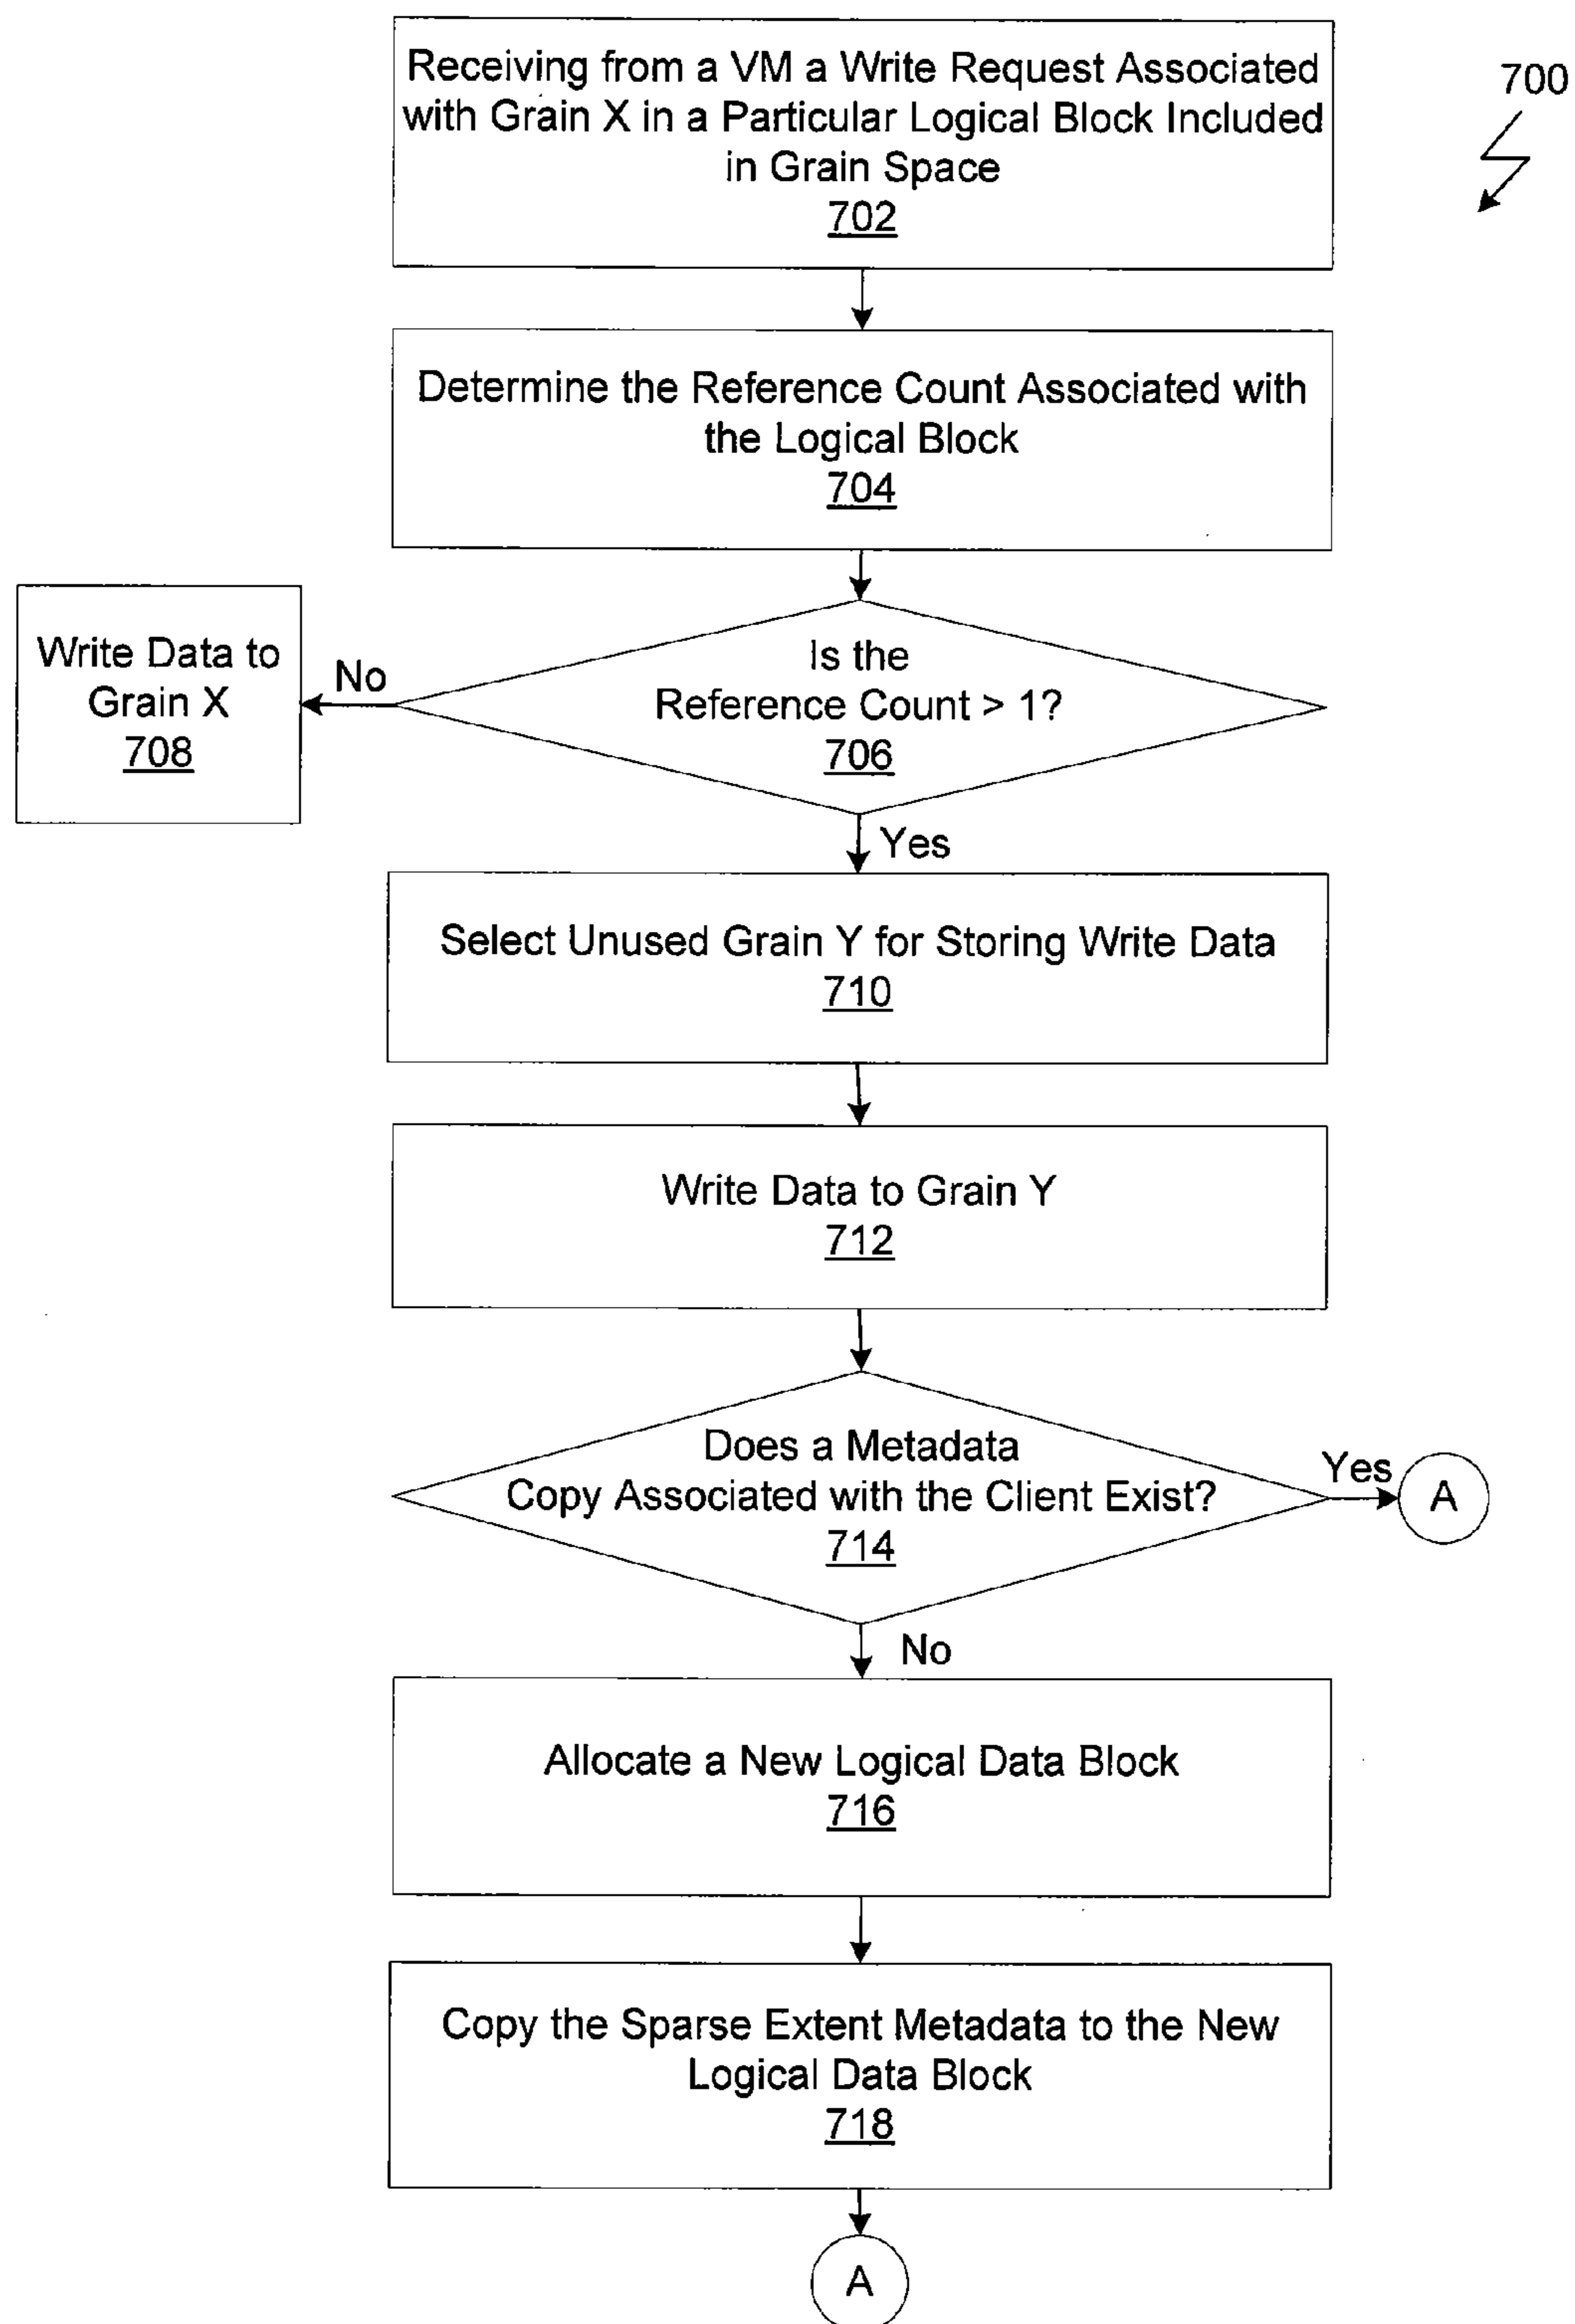 Receiving from a VM a Write Request Associated
with Grain X in a Particular Logical Block Included
in Grain Space
702
700
Determine the Reference Count Associated with
the Logical Block
704
Is the
Reference Count > 1?
706
No
Write Data to
Grain X
708
Yes
Select Unused Grain Y for Storing Write Data
710
Write Data to Grain Y
712
Does a Metadata
Copy Associated with the Client Exist?
714
Yes
A
No
Allocate a New Logical Data Block
716
Copy the Sparse Extent Metadata to the New
Logical Data Block
718
A